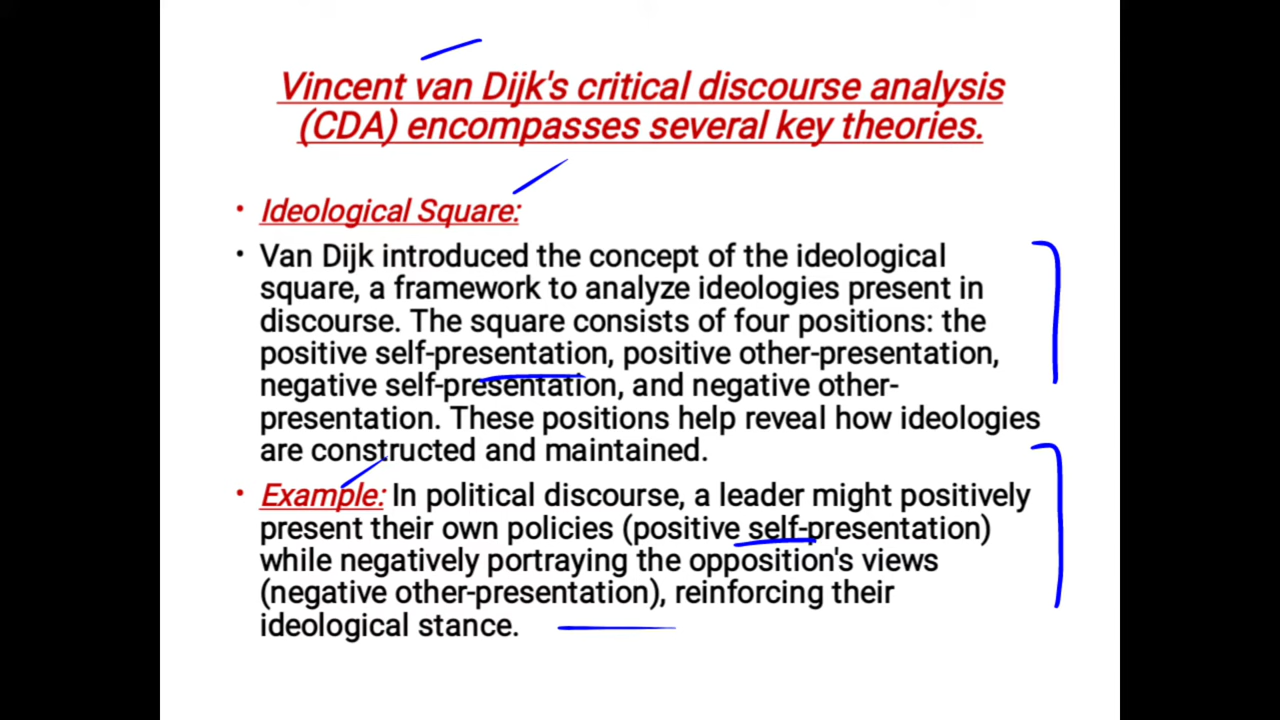 Vincent van Dijk's critical discourse analysis
(CDA) encompasses several key theories.
• Ideological Square:
• Van Dijk introduced the concept of the ideological
square, a framework to analyze ideologies present in
discourse. The square consists of four positions: the
positive self-presentation, positive other-presentation,
negative self-presentation, and negative other-
presentation. These positions help reveal how ideologies
are constructed and maintained.
• Example: In political discourse, a leader might positively
present their own policies (positive self-presentation)
while negatively portraying the opposition's views
(negative other-presentation), reinforcing their
ideological stance.